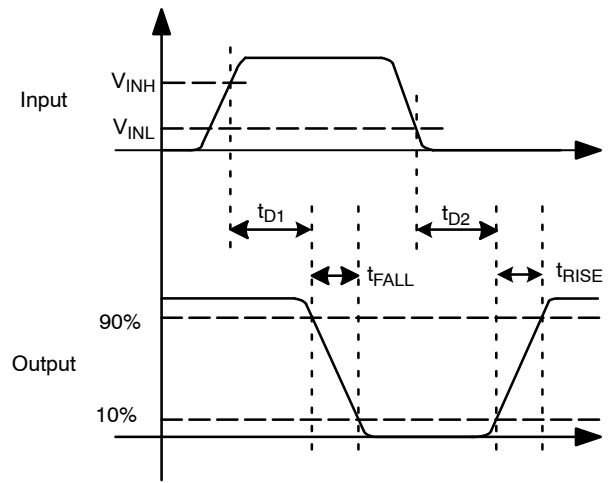 V_INH
Input
V_INL
t_D1
t_D2
t_FALL
t_RISE
90%
Output
10%